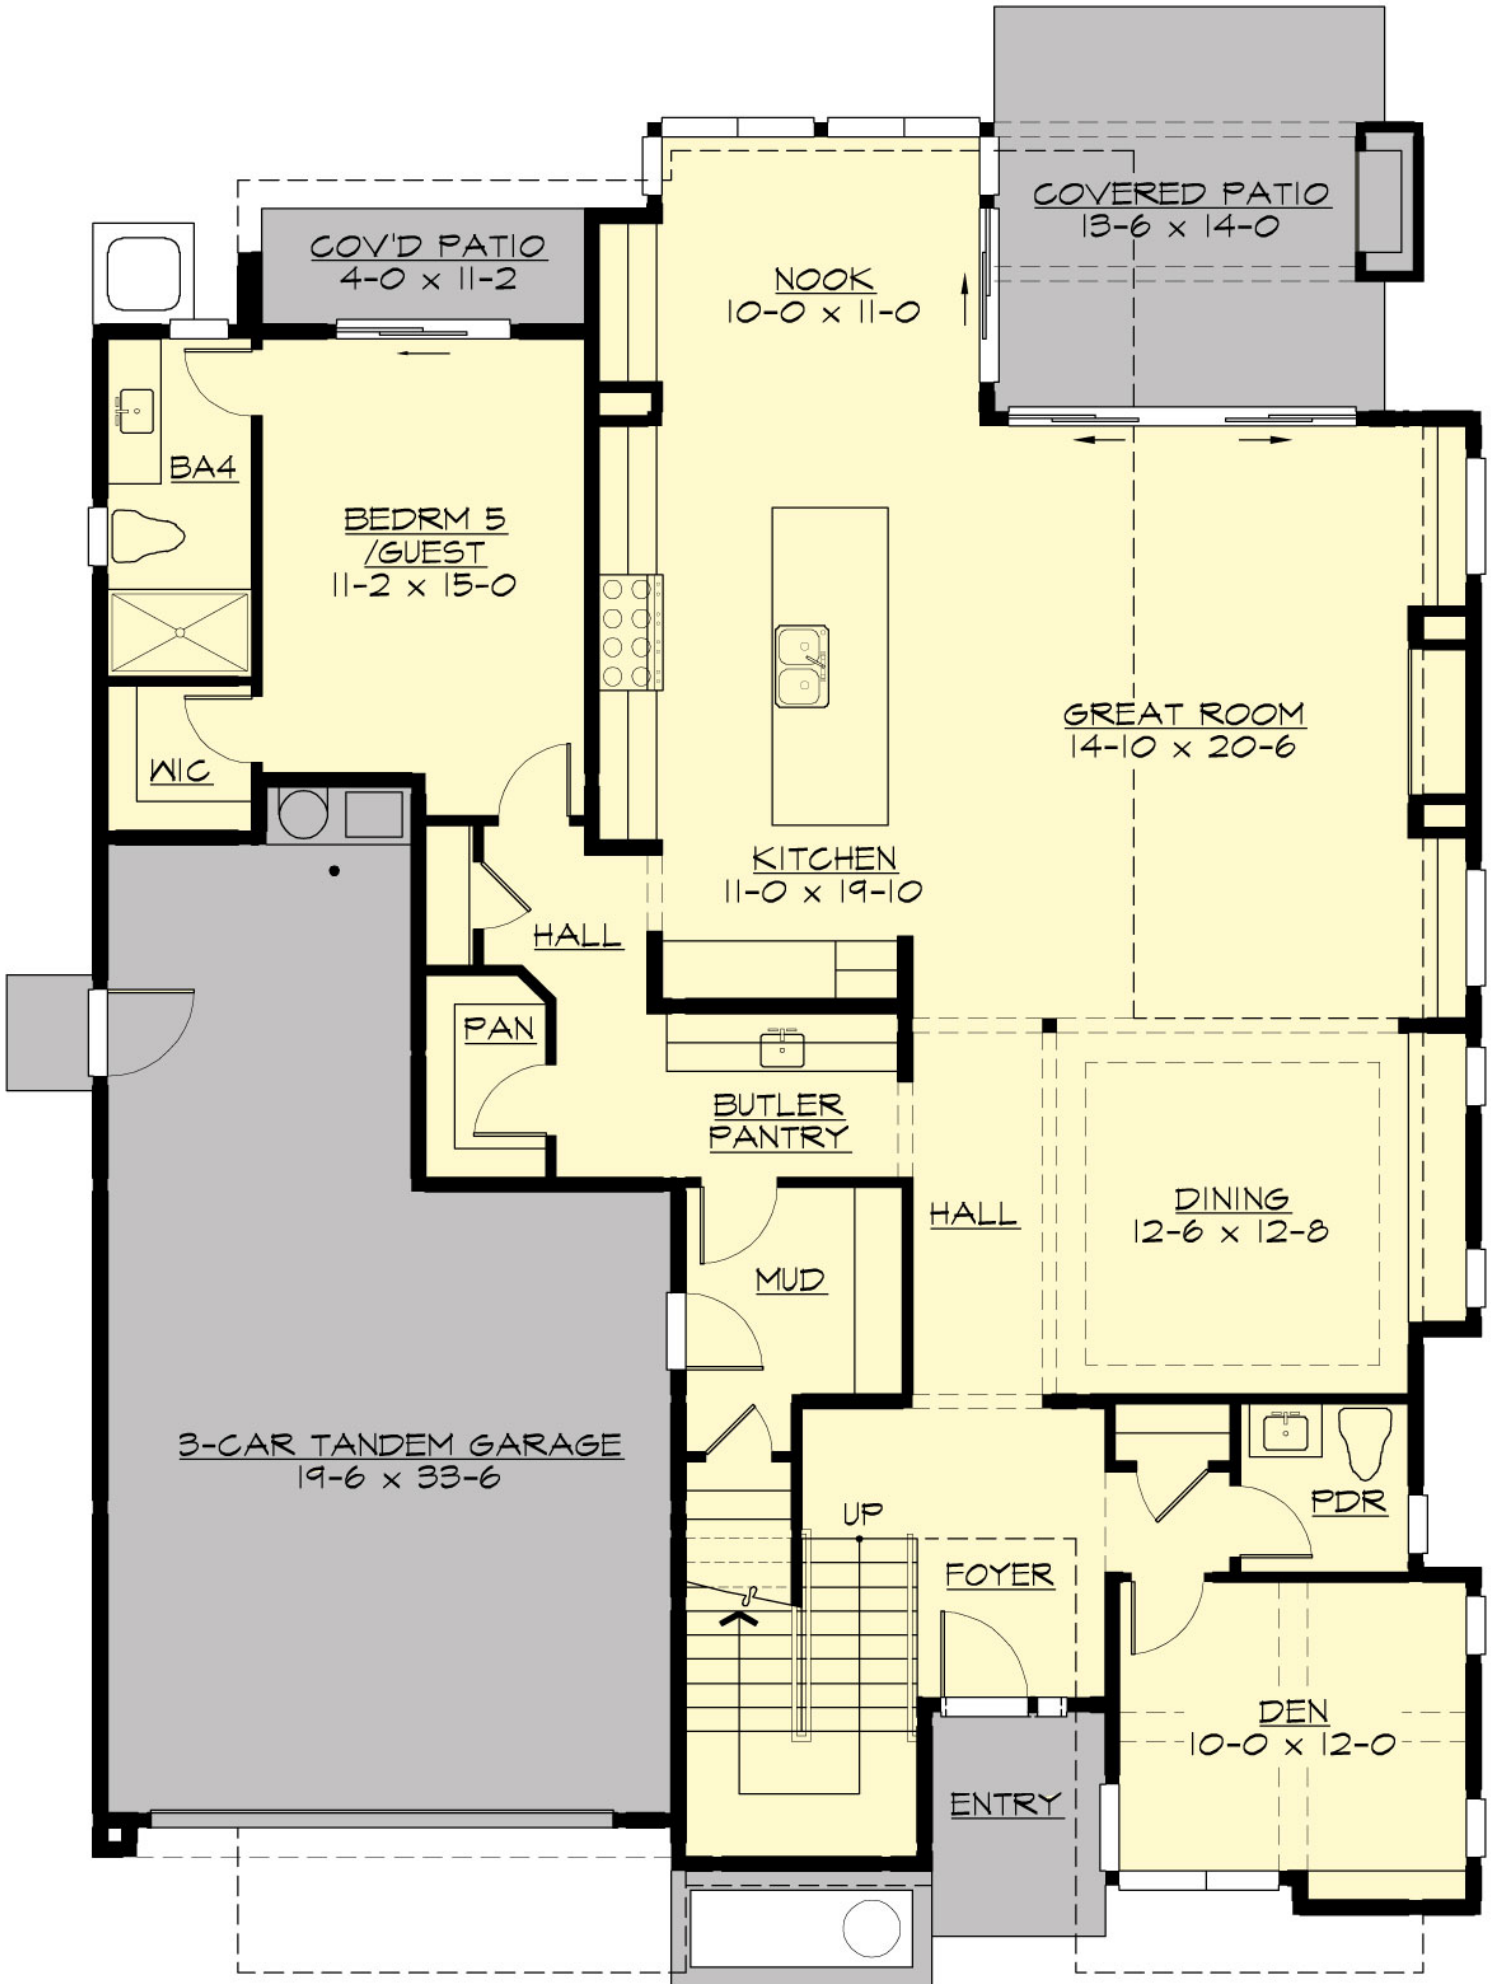 COVERED PATIO
13-6 x 14-0
COV'D PATIO
4-0 x 11-2
NOOK
10-0 x 11-0
BA4
BEDRM 5
/GUEST
11-2 x 15-0
GREAT ROOM
14-10 x 20-6
WIC
KITCHEN
11-0 x 19-10
HALL
PAN
BUTLER
PANTRY
HALL
DINING
12-6 x 12-8
MUD
3-CAR TANDEM GARAGE
19-6 x 33-6
UP
PDR
FOYER
DEN
10-0 x 12-0
ENTRY